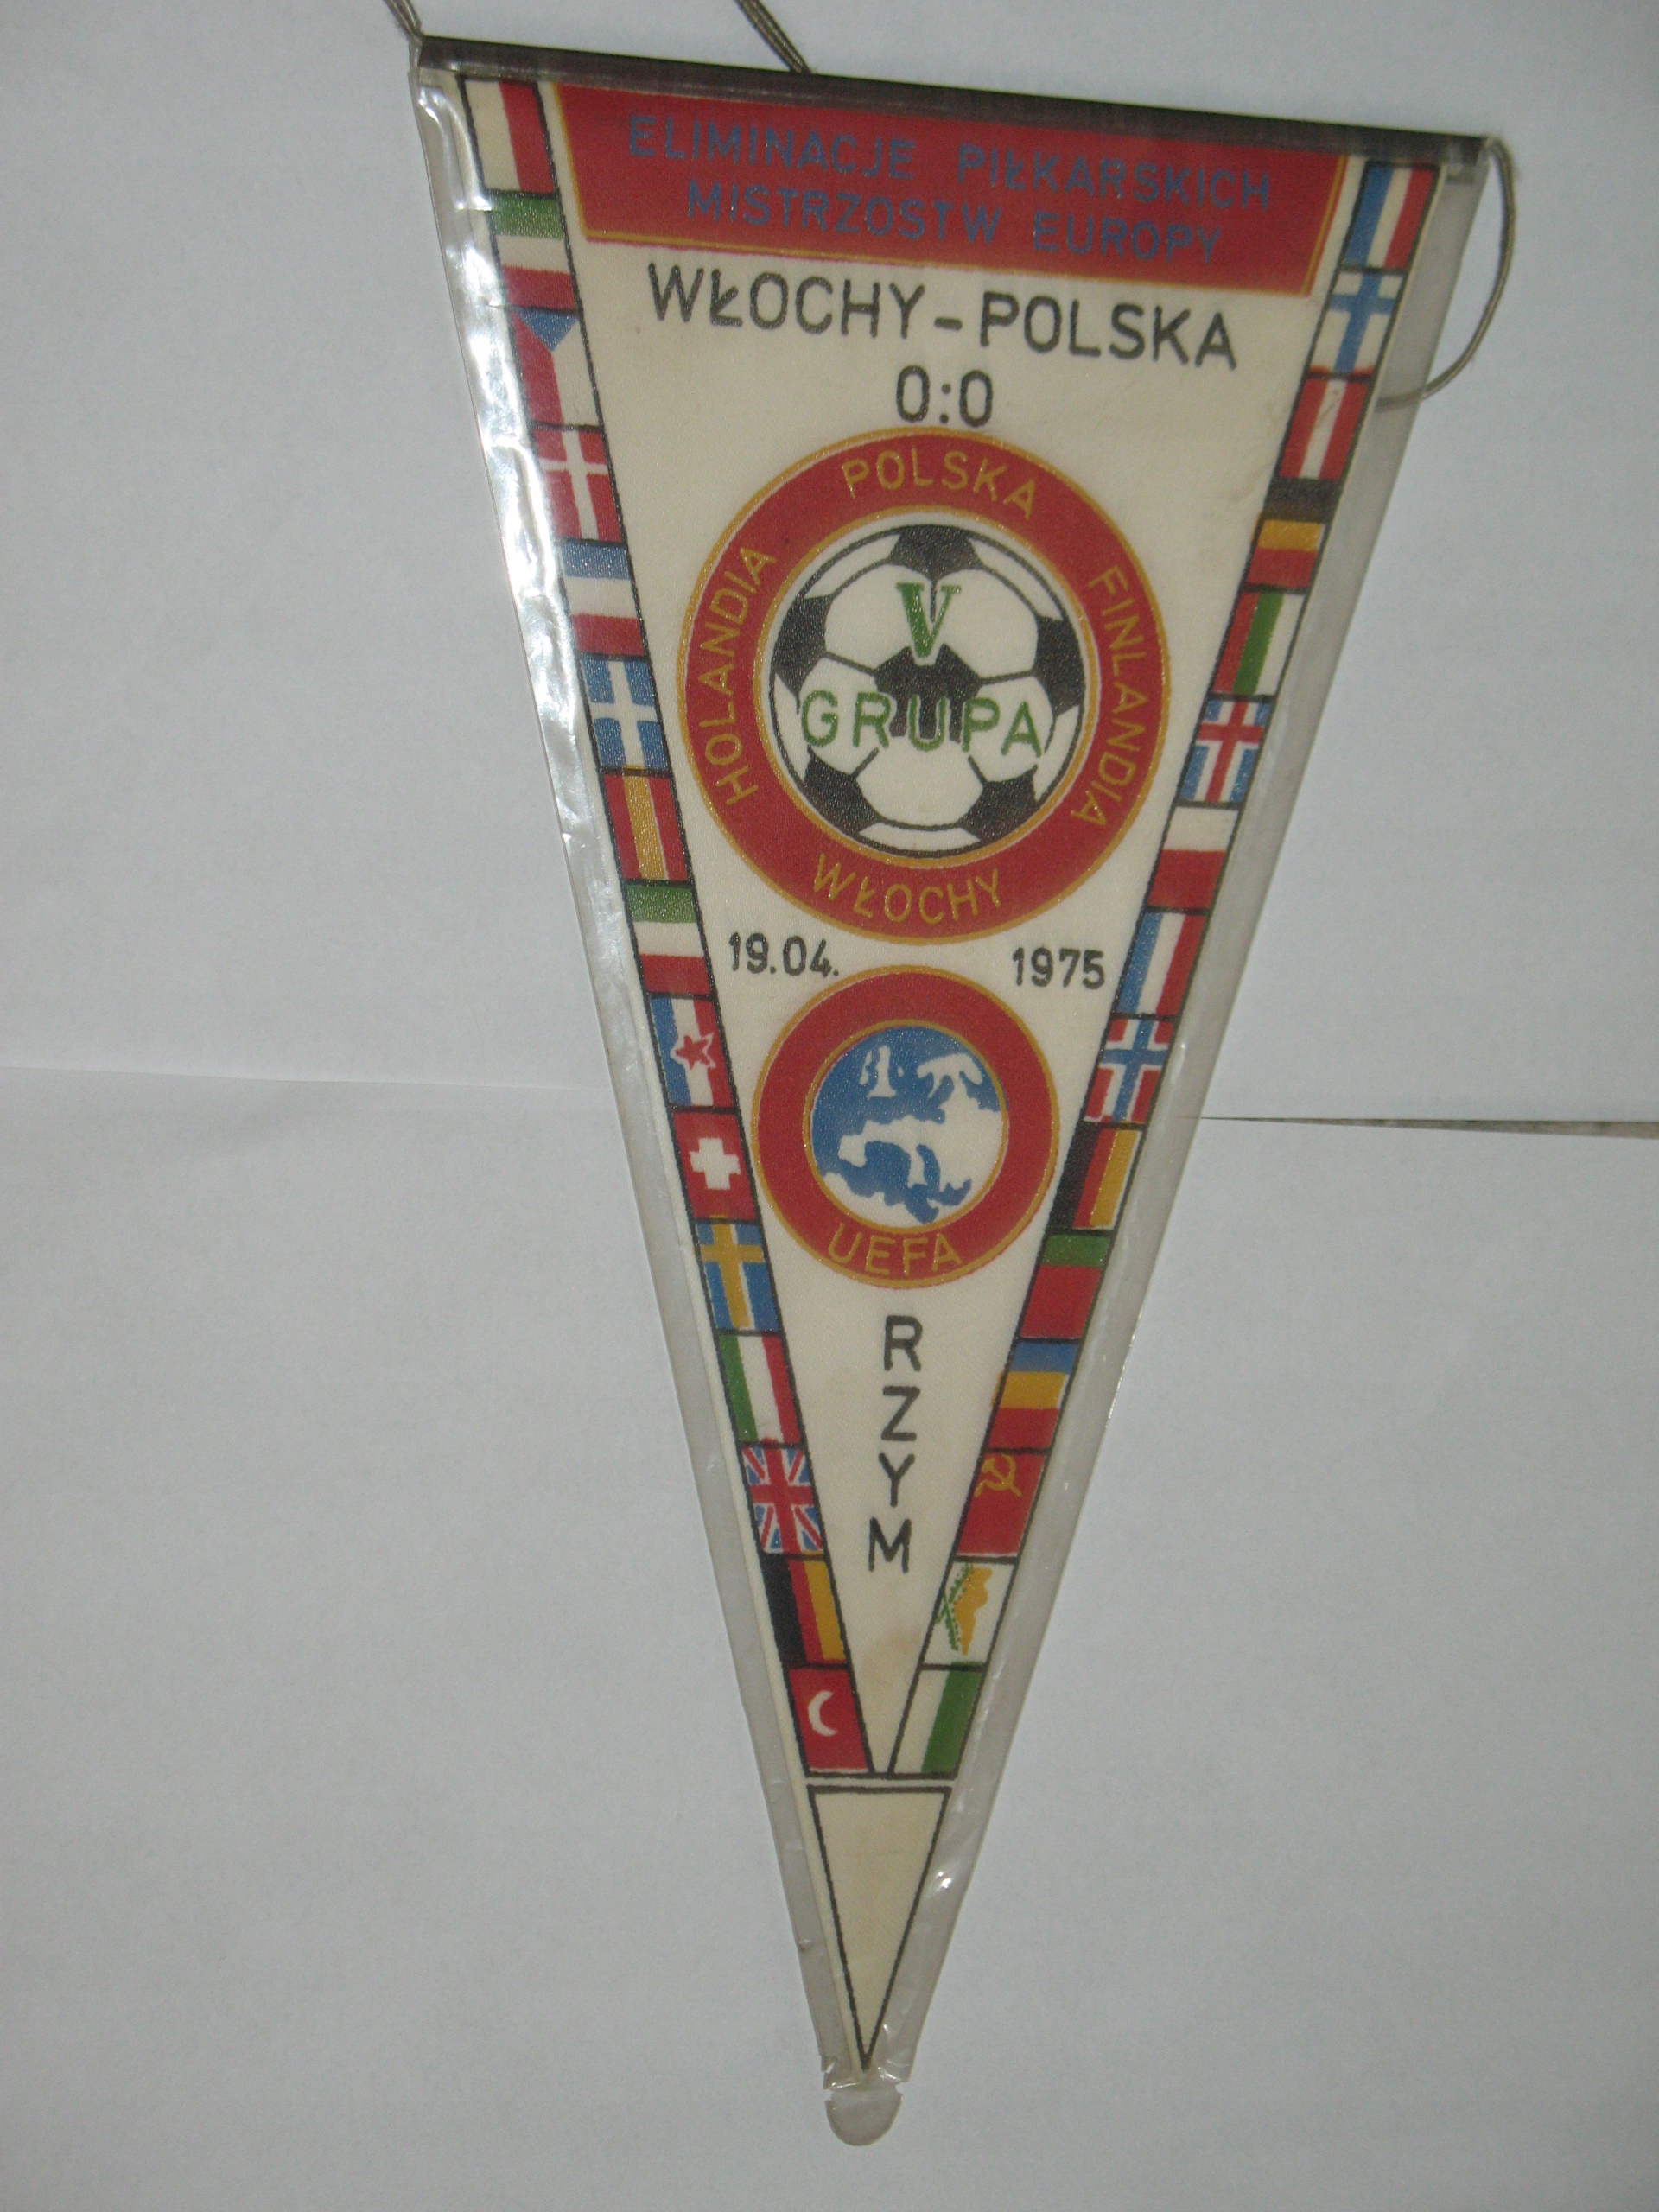 ELIMINACJE PIŁKARSKICH
MISTRZOSTW EUROPY
WŁOCHY-POLSKA
0:0
POLSKA
HOLANDIA
FINLANDIA
V
GRUPA
WŁOCHY
19.04. 1975
UEFA
R
Z
Y
M